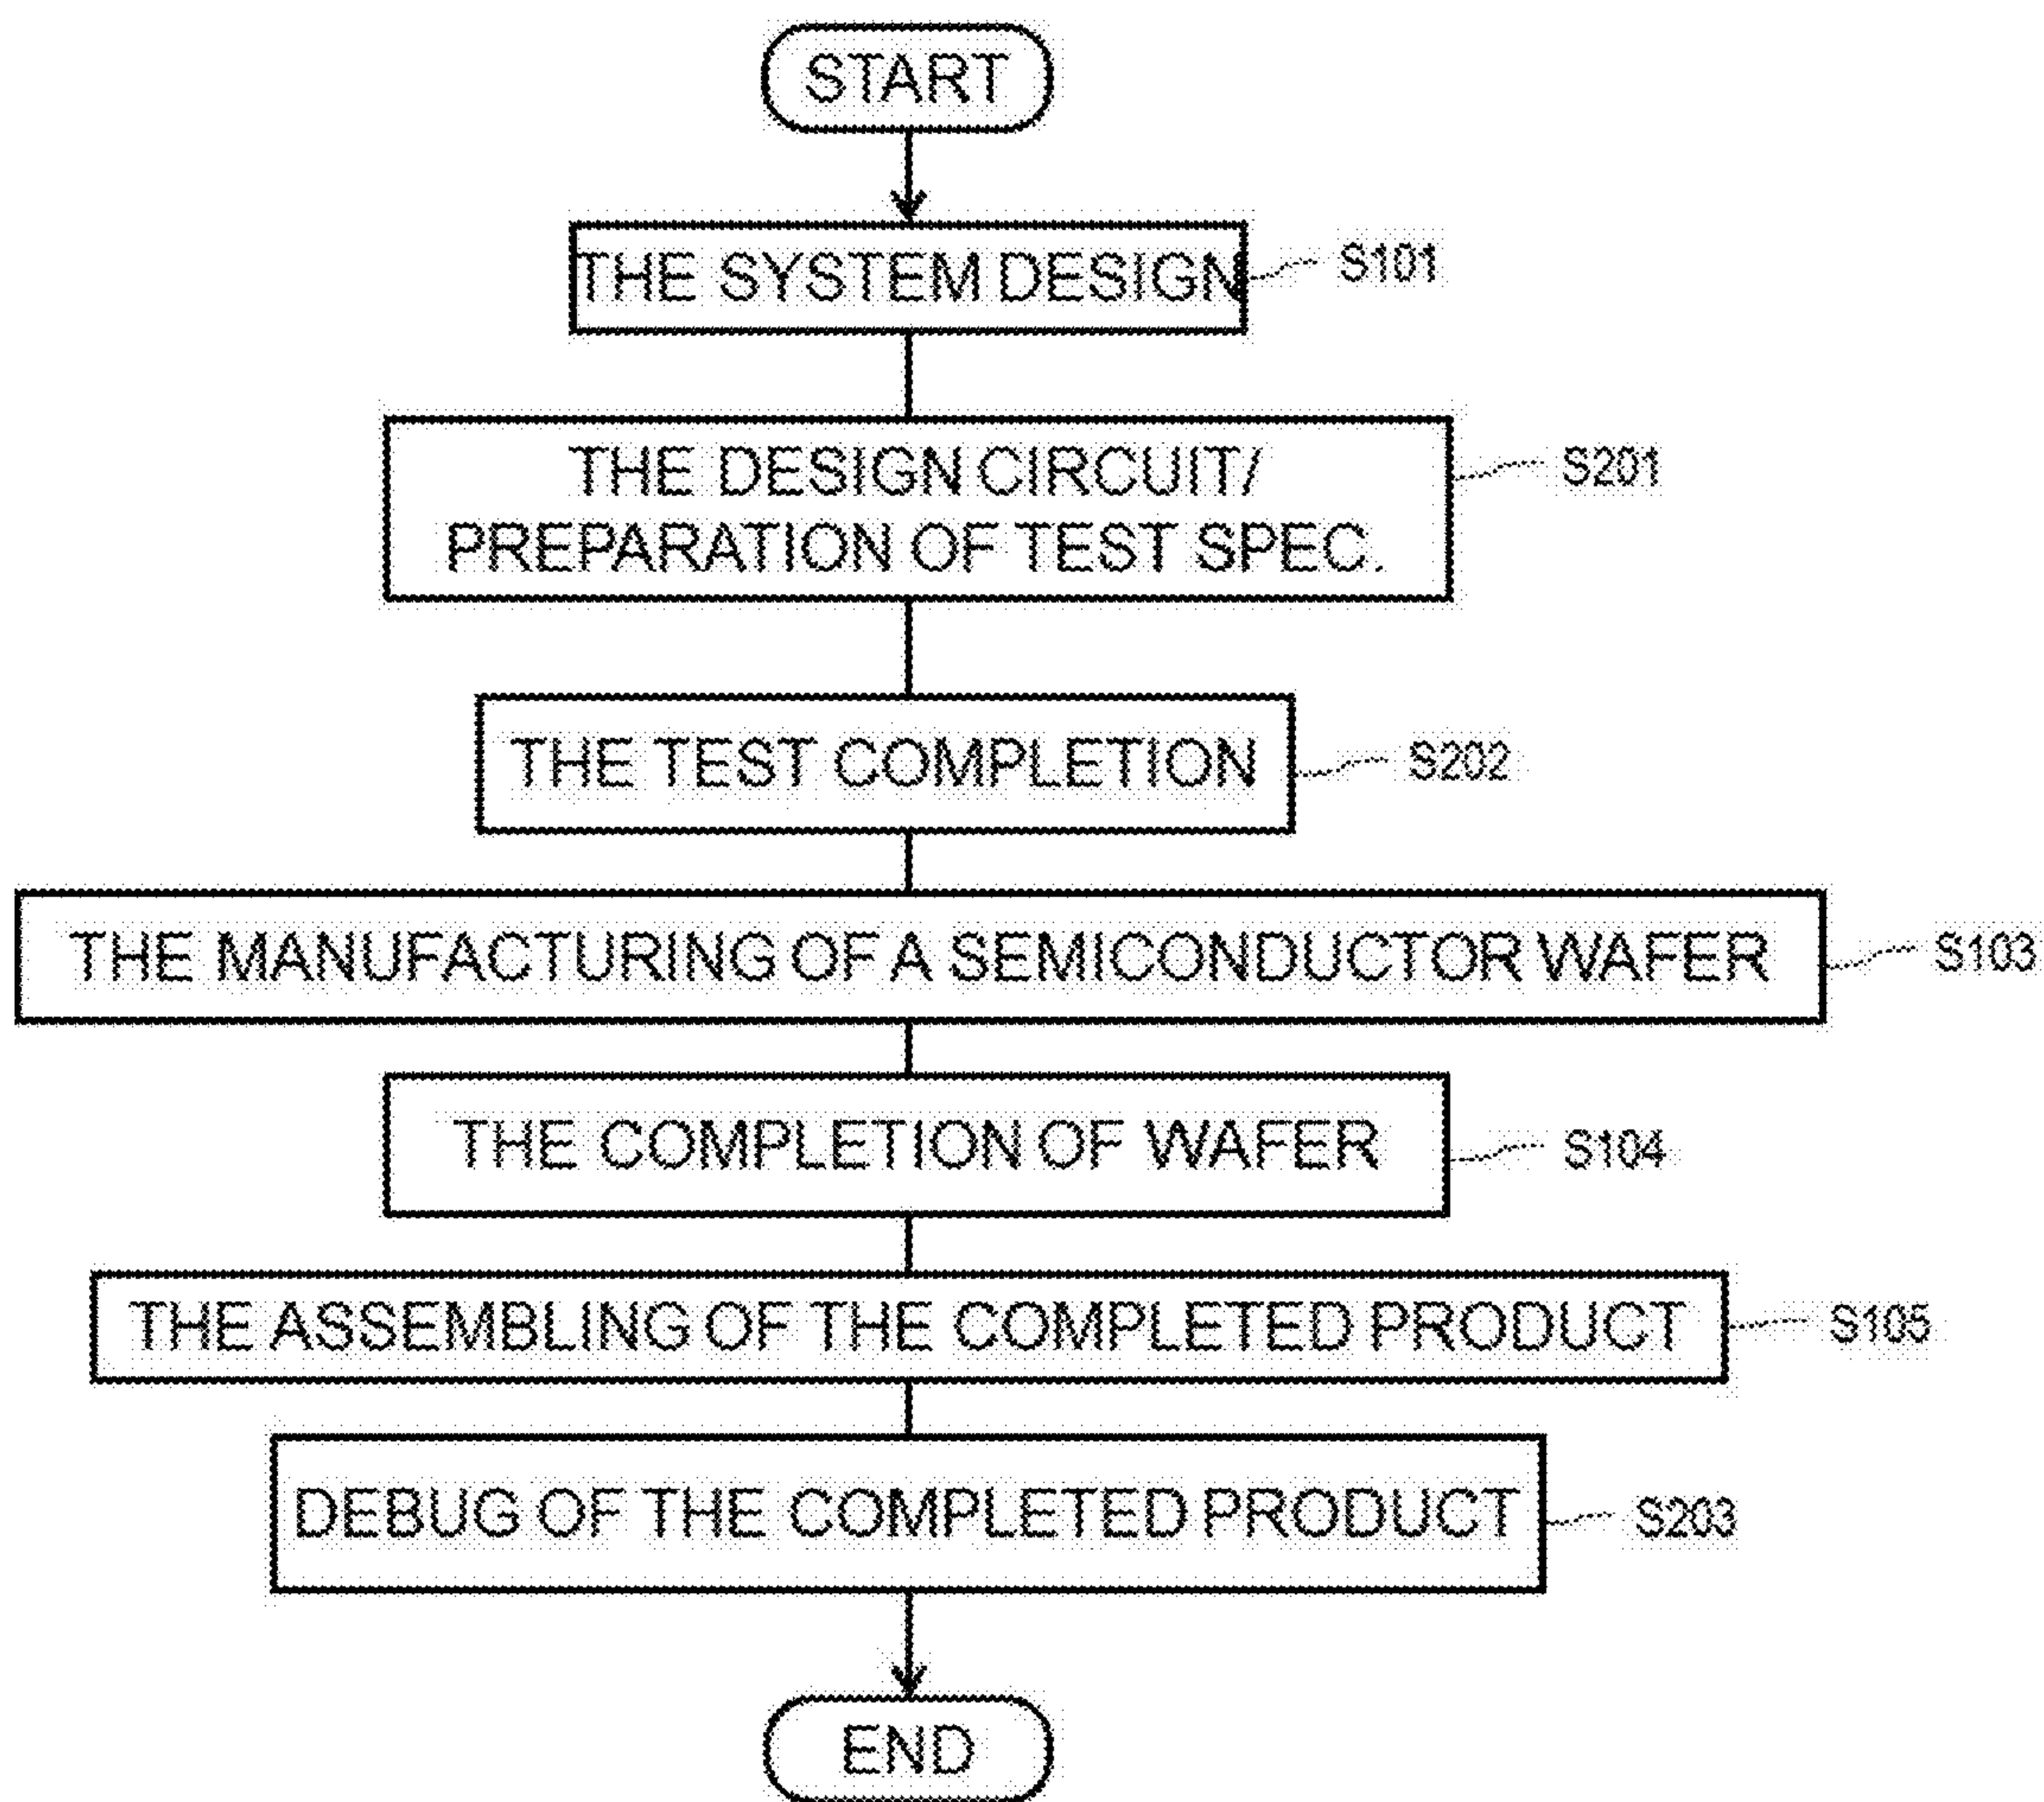 START
THE SYSTEM DESIGN
S101
THE DESIGN CIRCUIT/
PREPARATION OF TEST SPEC.
S201
THE TEST COMPLETION
S202
THE MANUFACTURING OF A SEMICONDUCTOR WAFER
S103
THE COMPLETION OF WAFER
S104
THE ASSEMBLING OF THE COMPLETED PRODUCT
S105
DEBUG OF THE COMPLETED PRODUCT
S203
END